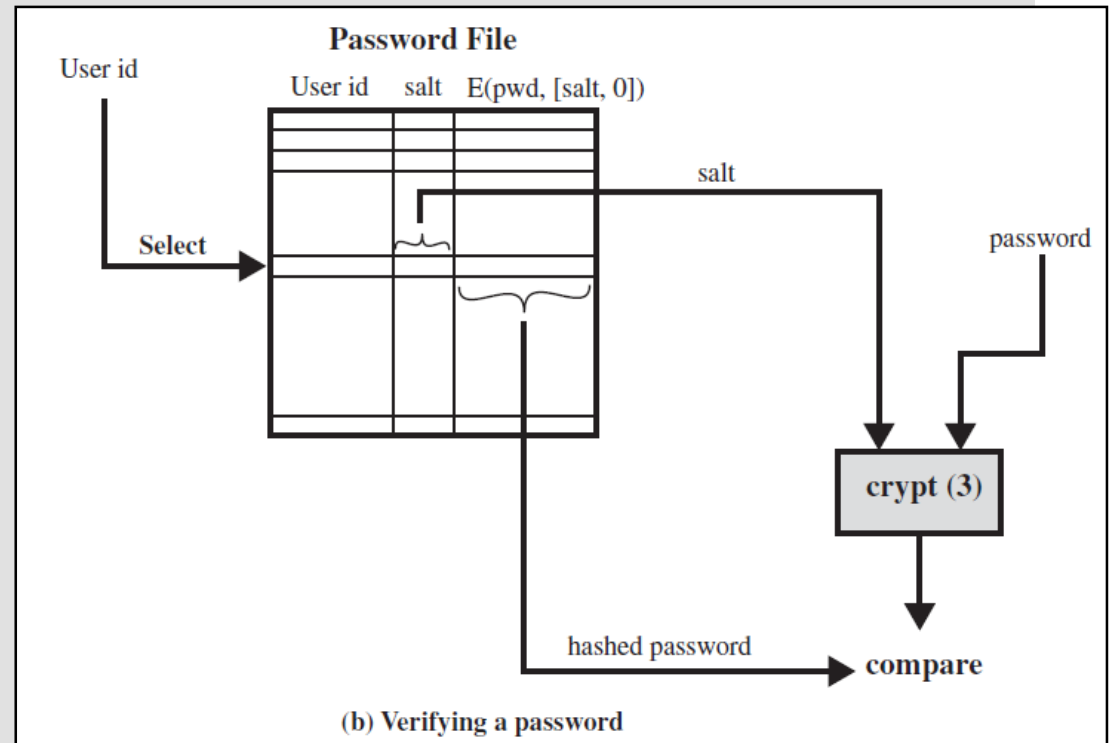 Password File
User id
User id salt E(pwd, [salt, 0])
salt
Select
password
crypt (3)
hashed password
compare
(b) Verifying a password